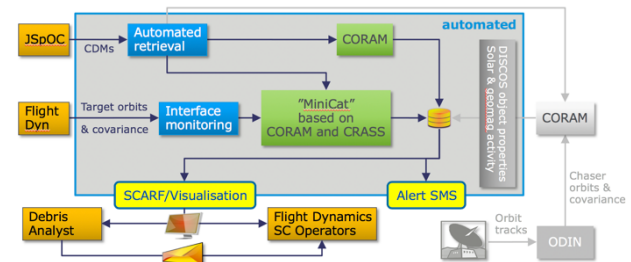 automated
JSpOC
CDMs
Automated
retrieval
CORAM
DISCOS object properties
Solar & geomag activity
Flight
Dyn
Target orbits
& covariance
Interface
monitoring
"MiniCat"
based on
CORAM and CRASS
CORAM
SCARF/Visualisation
Alert SMS
Chaser
orbits &
covariance
Debris
Analyst
Flight Dynamics
SC Operators
Orbit
tracks
ODIN